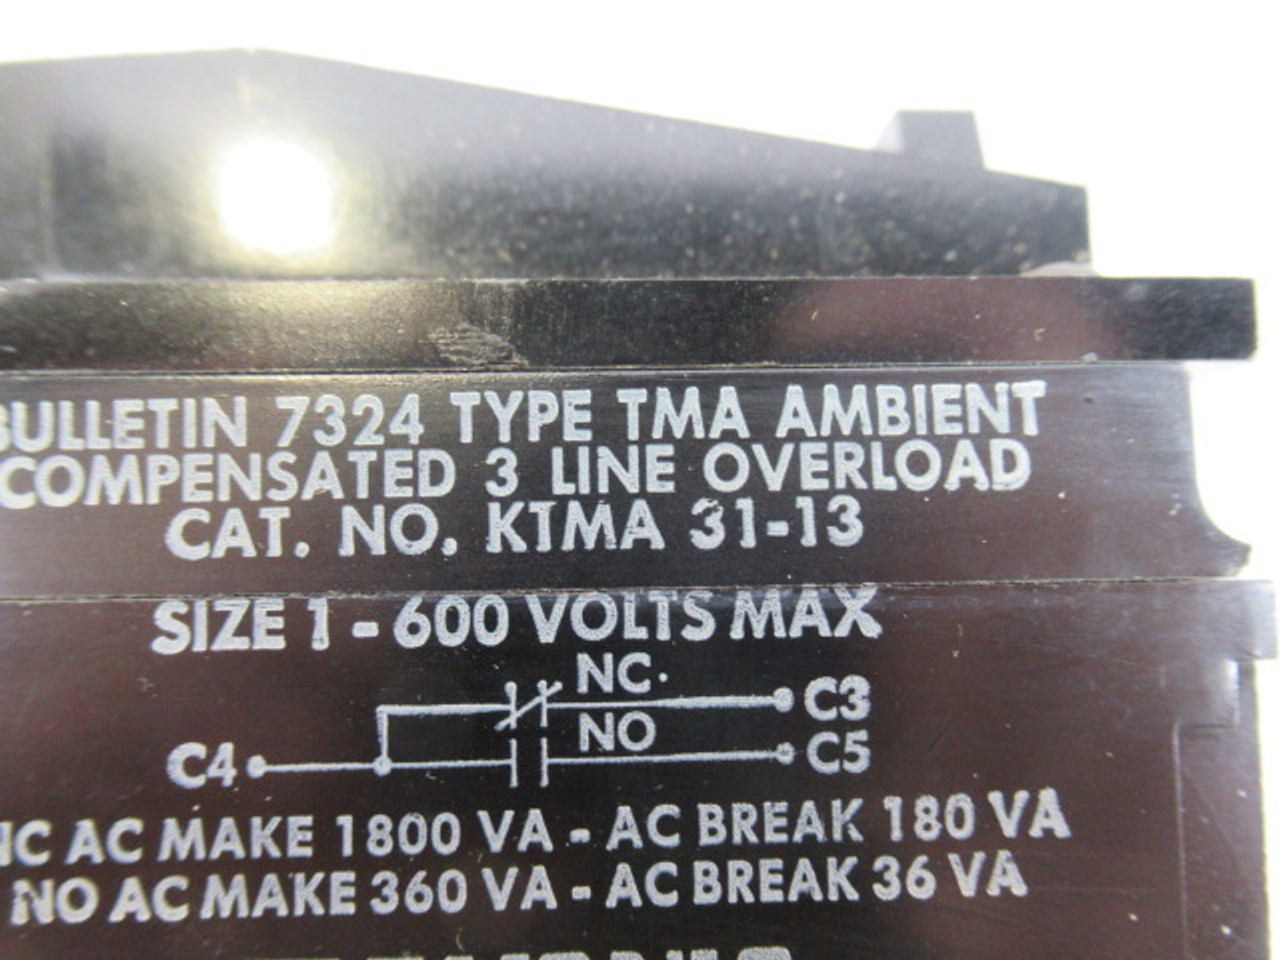 BULLETIN 7324 TYPE TMA AMBIENT
COMPENSATED 3 LINE OVERLOAD
CAT. NO. KTMA 31-13
SIZE 1 - 600 VOLTS MAX
NC.
C3
NO
C4
C5
NC AC MAKE 1800 VA - AC BREAK 180 VA
NO AC MAKE 360 VA - AC BREAK 36 VA